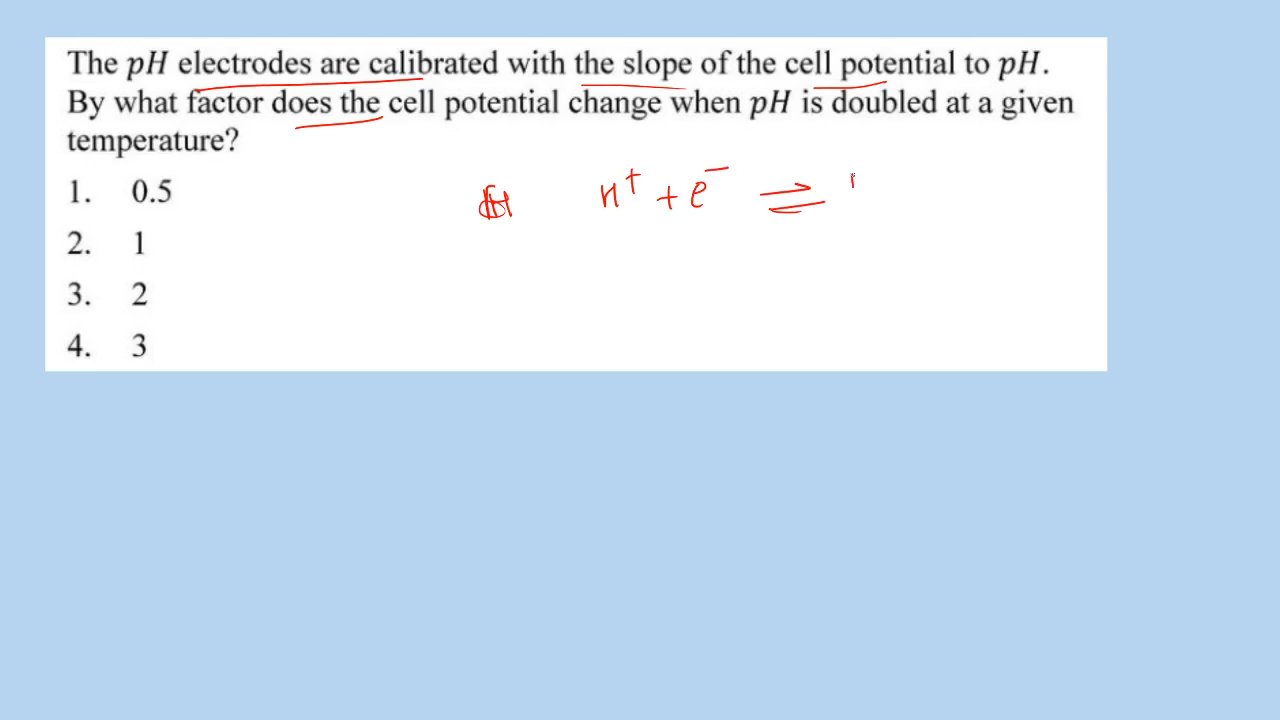 The pH electrodes are calibrated with the slope of the cell potential to pH.
By what factor does the cell potential change when pH is doubled at a given
temperature?
1. 0.5
H⁺ + e⁻ ⇌
2. 1
3. 2
4. 3